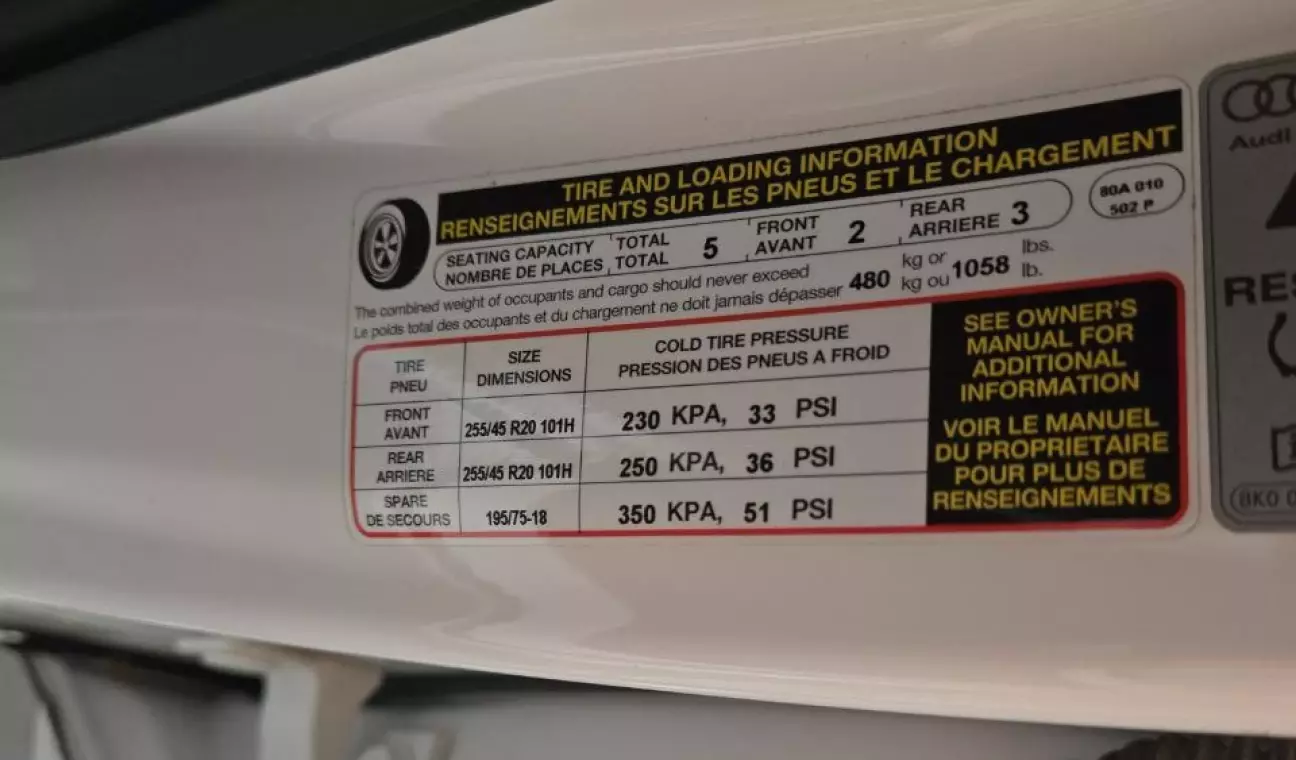 TIRE AND LOADING INFORMATION
RENSEIGNEMENTS SUR LES PNEUS ET LE CHARGEMENT
SEATING CAPACITY TOTAL 5 FRONT 2 REAR 3
NOMBRE DE PLACES TOTAL AVANT ARRIERE
80A 010
502 P
The combined weight of occupants and cargo should never exceed 480 kg or 1058 lbs.
Le poids total des occupants et du chargement ne doit jamais dépasser kg ou lb.
TIRE SIZE COLD TIRE PRESSURE
PNEU DIMENSIONS PRESSION DES PNEUS A FROID
FRONT
AVANT 255/45 R20 101H 230 KPA, 33 PSI
REAR
ARRIERE 255/45 R20 101H 250 KPA, 36 PSI
SPARE
DE SECOURS 195/75-18 350 KPA, 51 PSI
SEE OWNER'S
MANUAL FOR
ADDITIONAL
INFORMATION
VOIR LE MANUEL
DU PROPRIETAIRE
POUR PLUS DE
RENSEIGNEMENTS
Audi
RES
8K0 0